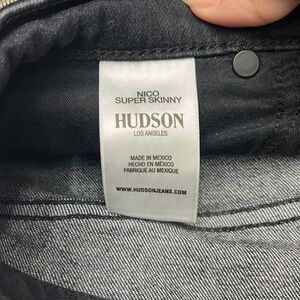 NICO
SUPER SKINNY
HUDSON
LOS ANGELES
MADE IN MEXICO
HECHO EN MÉXICO
FABRIQUÉ AU MEXIQUE
WWW.HUDSONJEANS.COM